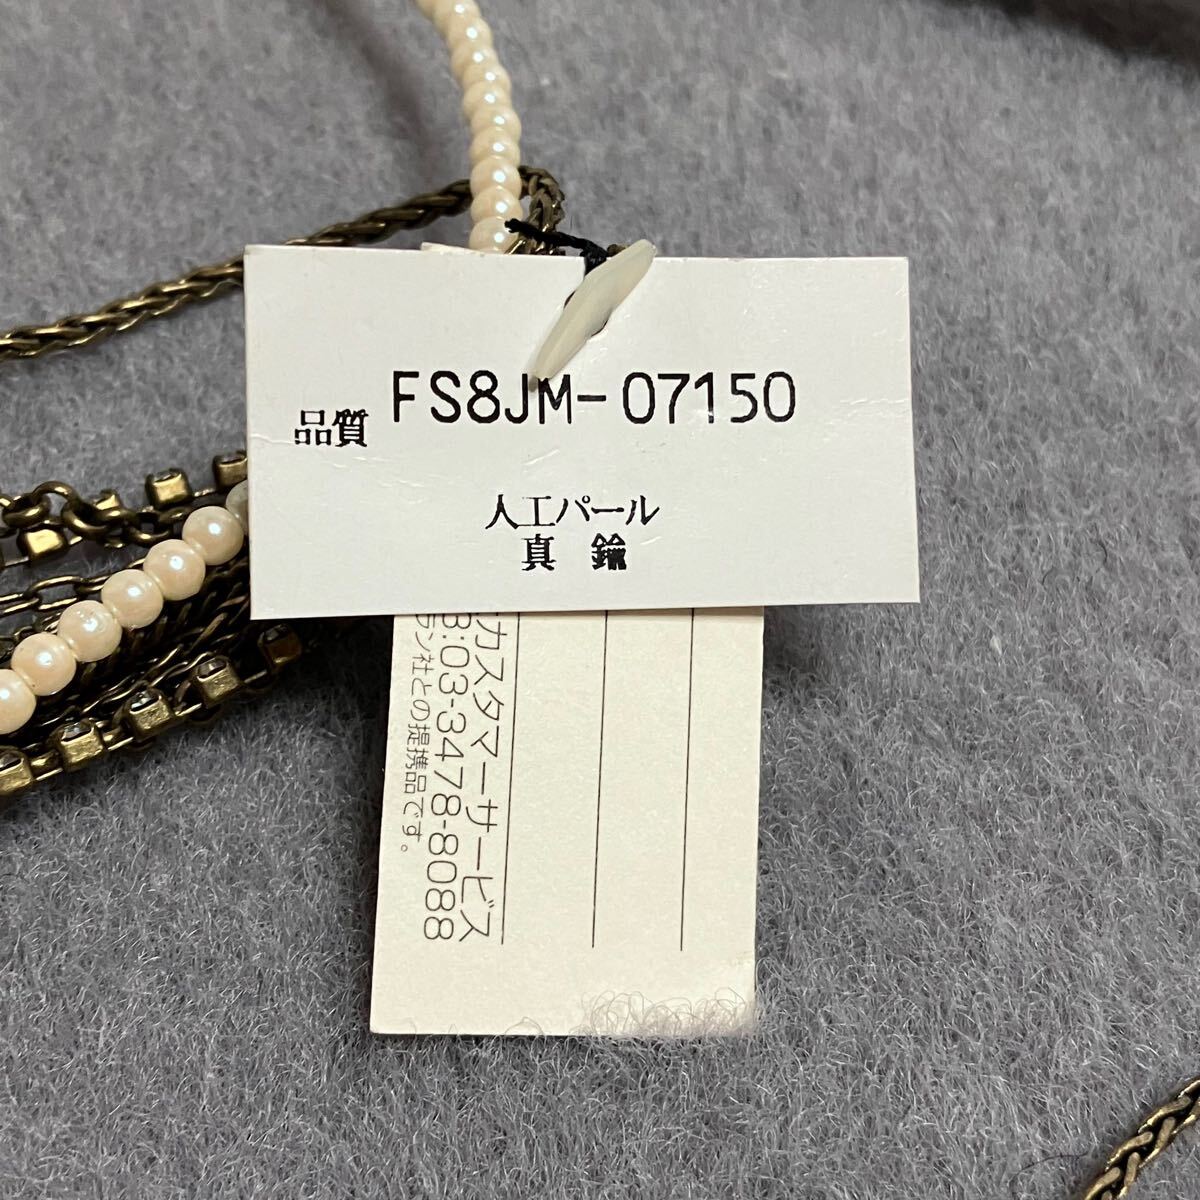 FS8JM-07150
品質
人工パール
真 鍮
カスタマーサービス
3:03-3478-8088
ラン社との提携品です。